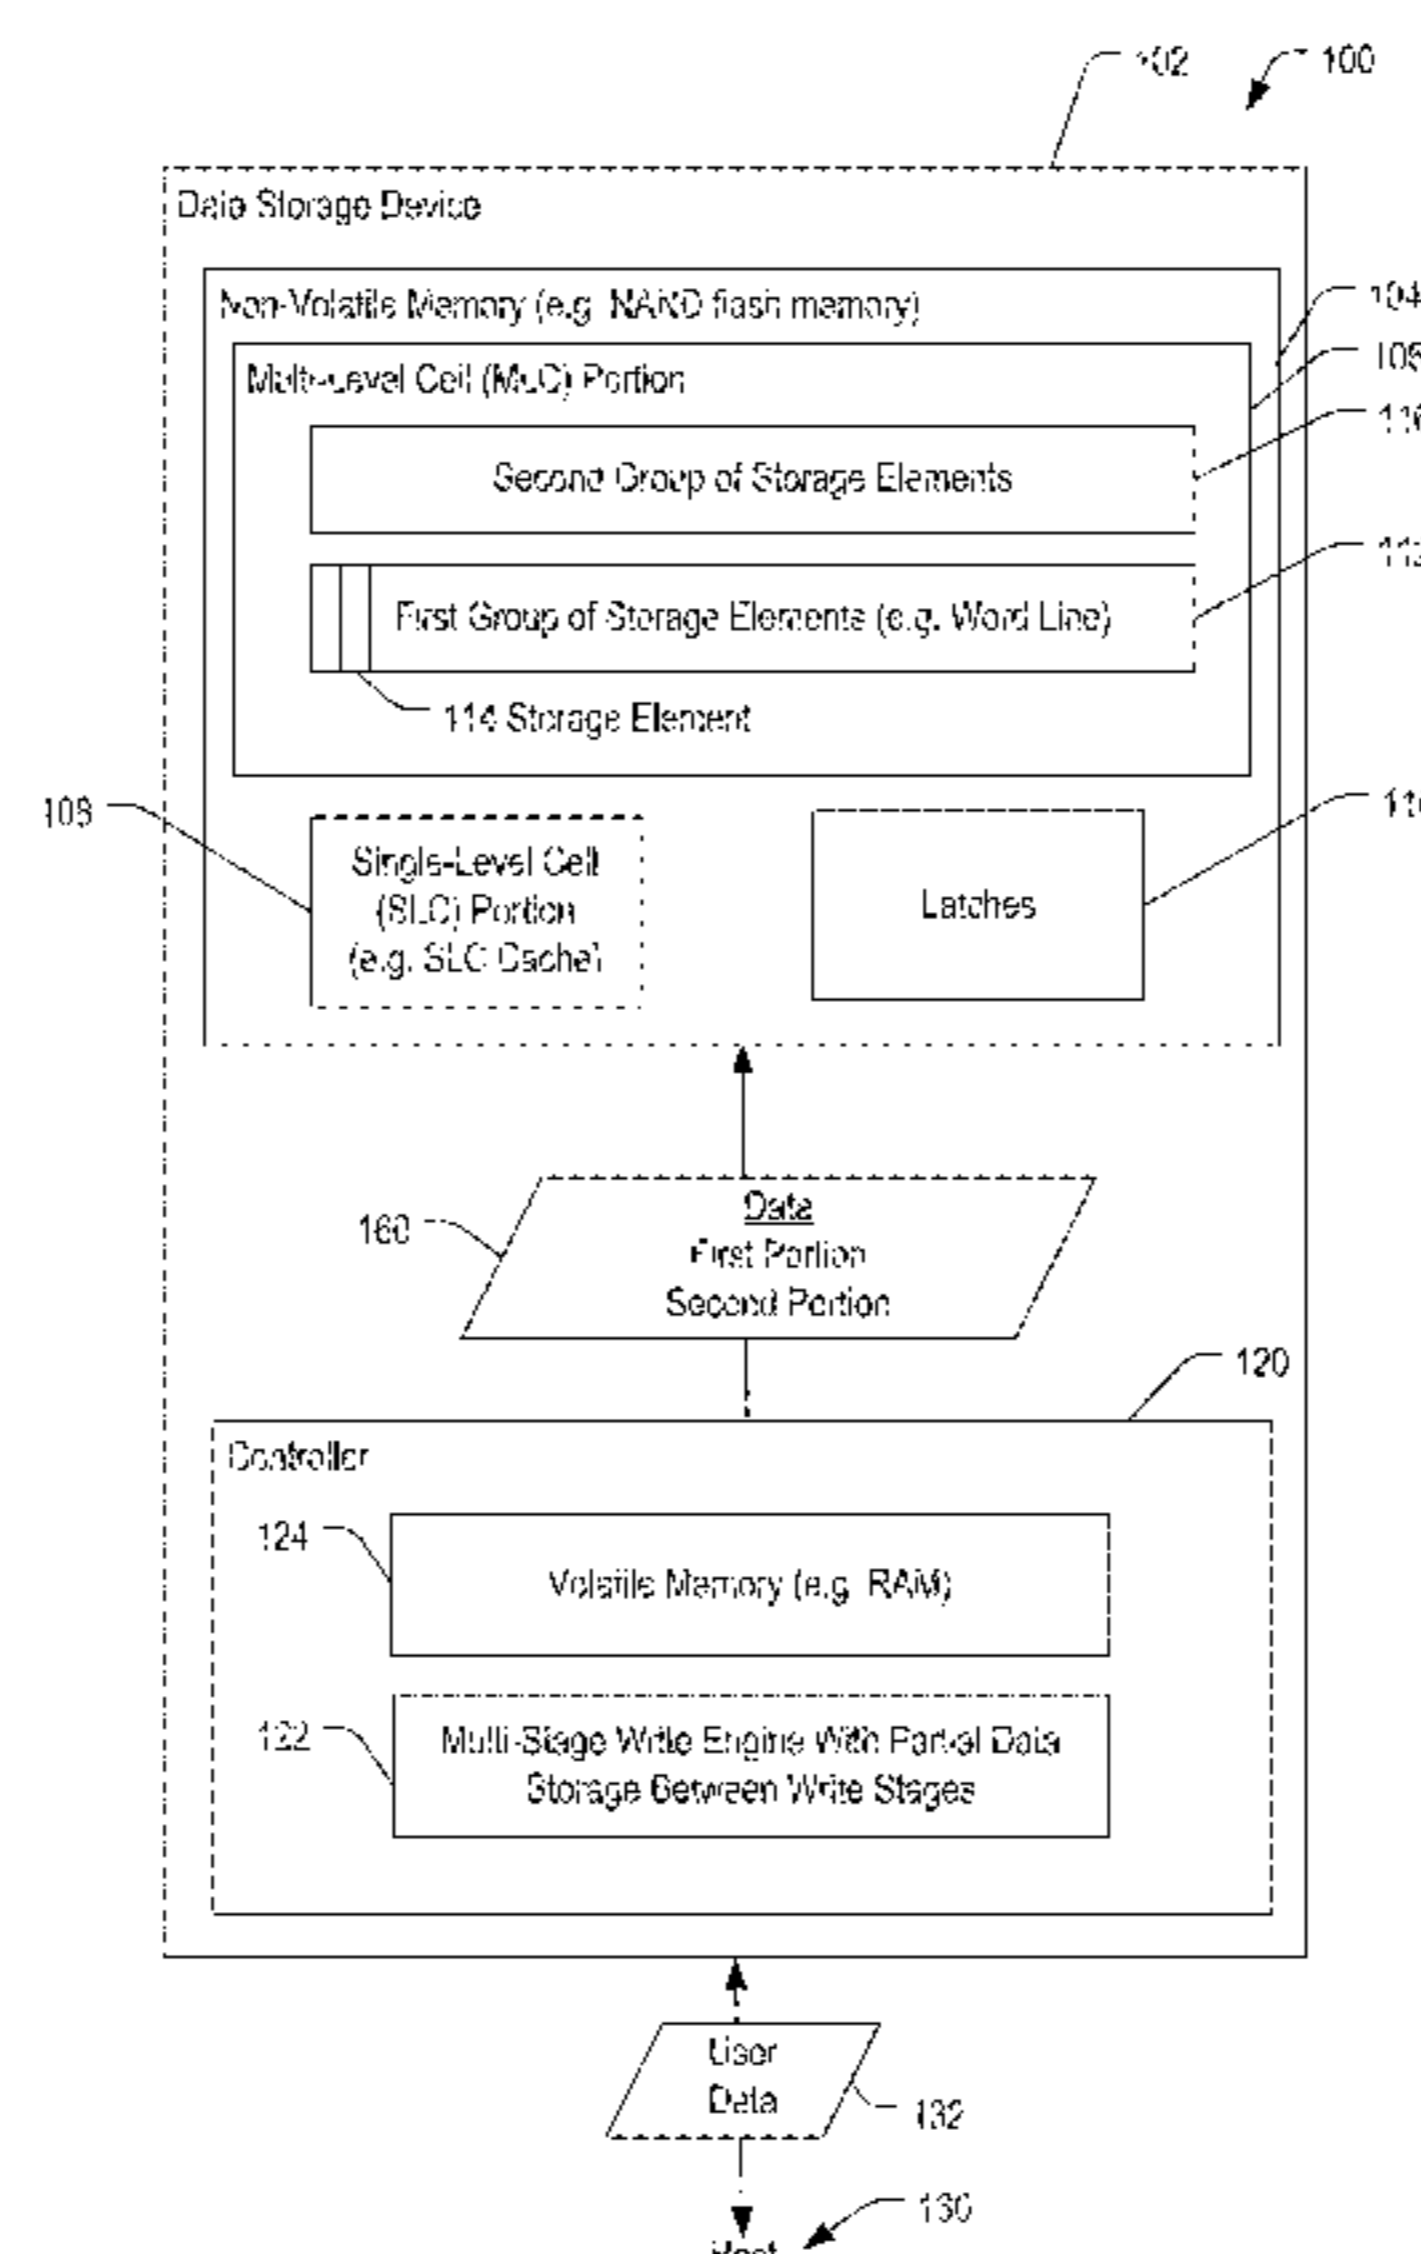 102
100
Data Storage Device
Non-Volatile Memory (e.g. NAND flash memory)
104
Multi-Level Cell (MLC) Portion
Second Group of Storage Elements
First Group of Storage Elements (e.g. Word Line)
114 Storage Element
108
Single-Level Cell
(SLC) Portion
(e.g. SLC Cache)
Latches
160
Data
First Portion
Second Portion
120
Controller
124
Volatile Memory (e.g. RAM)
122
Multi-Stage Write Engine With Partial Data
Storage Between Write Stages
User
Data
132
130